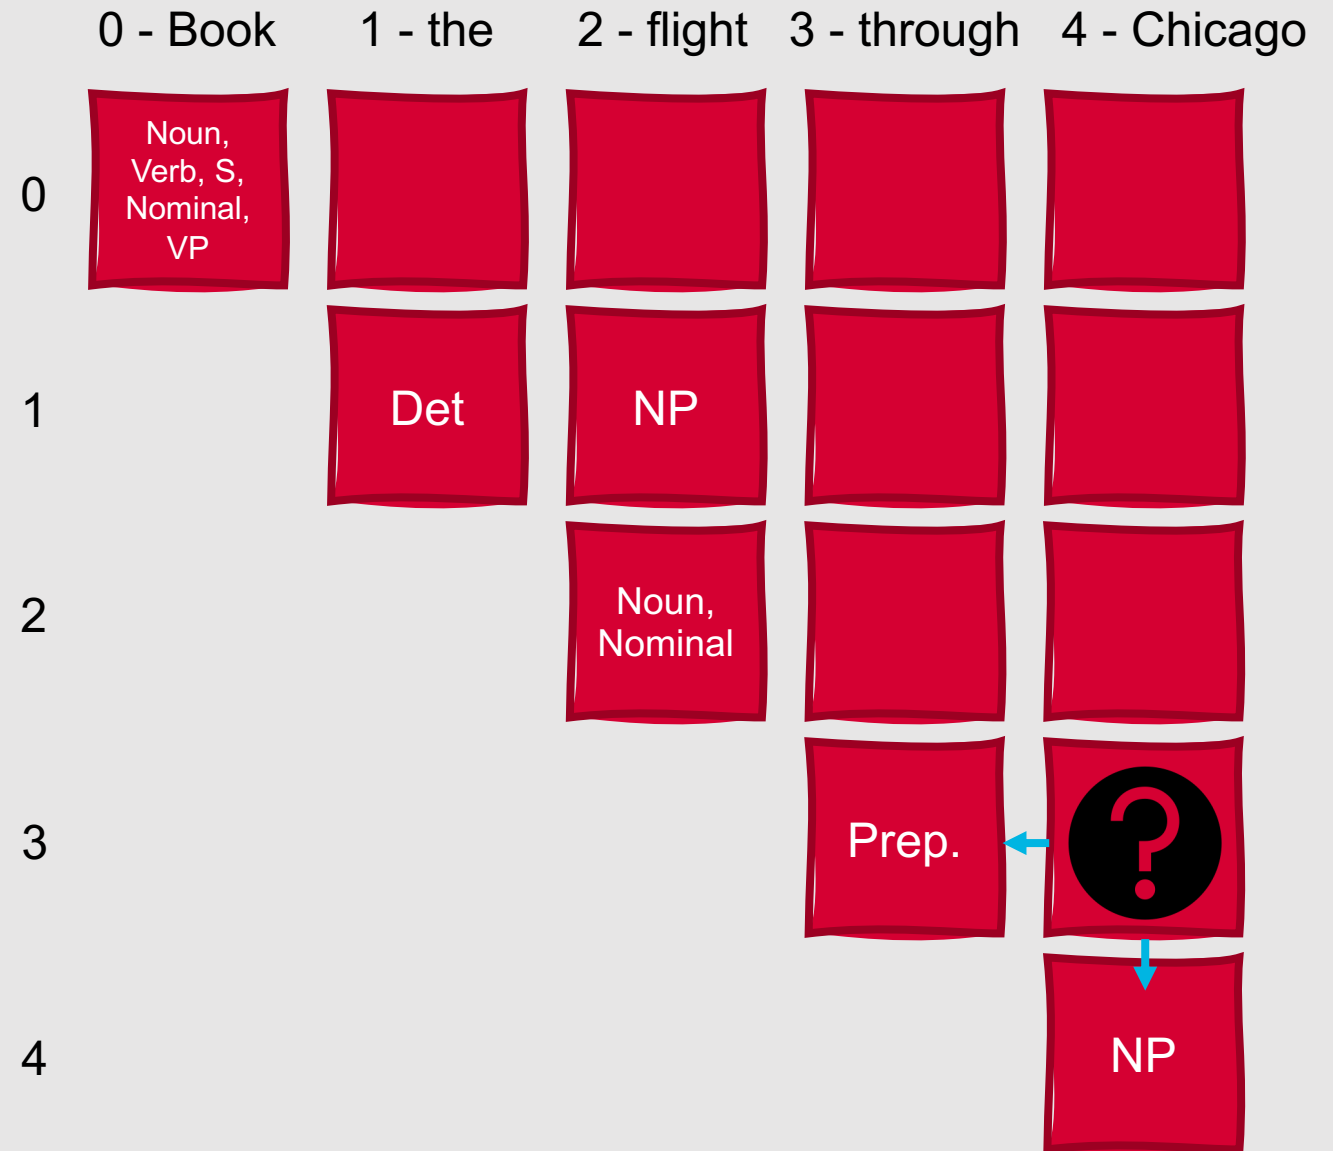 0 - Book 1 - the 2 - flight 3 - through 4 - Chicago
0
Noun,
Verb, S,
Nominal,
VP
1
Det
NP
2
Noun,
Nominal
3
Prep.
?
4
NP